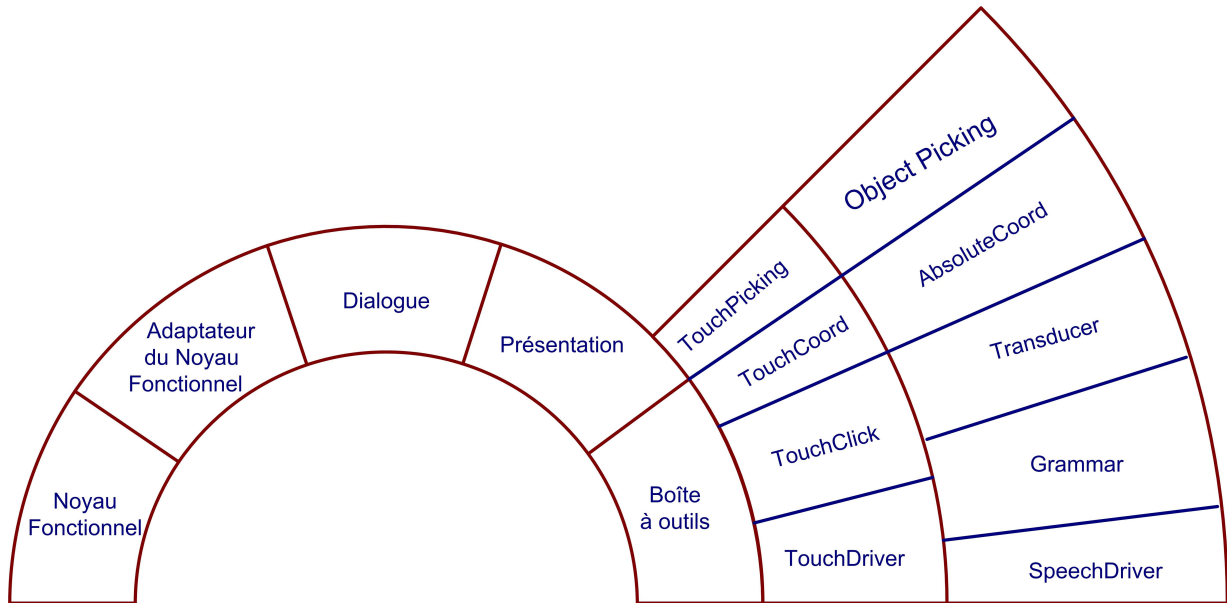 Noyau
Fonctionnel
Adaptateur
du Noyau
Fonctionnel
Dialogue
Présentation
Boîte
à outils
TouchPicking
TouchCoord
TouchClick
TouchDriver
Object Picking
AbsoluteCoord
Transducer
Grammar
SpeechDriver